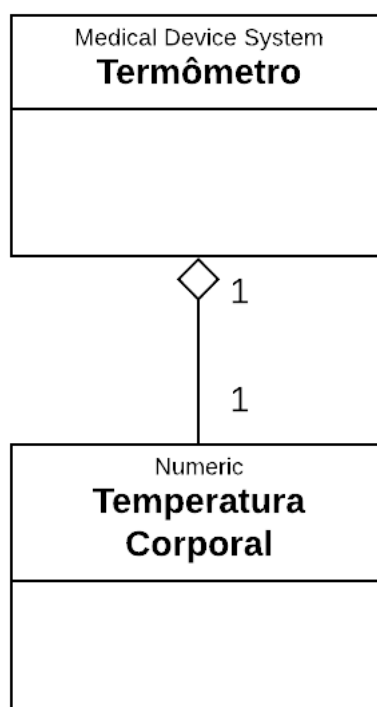 Medical Device System
Termômetro
1
1
Numeric
Temperatura
Corporal